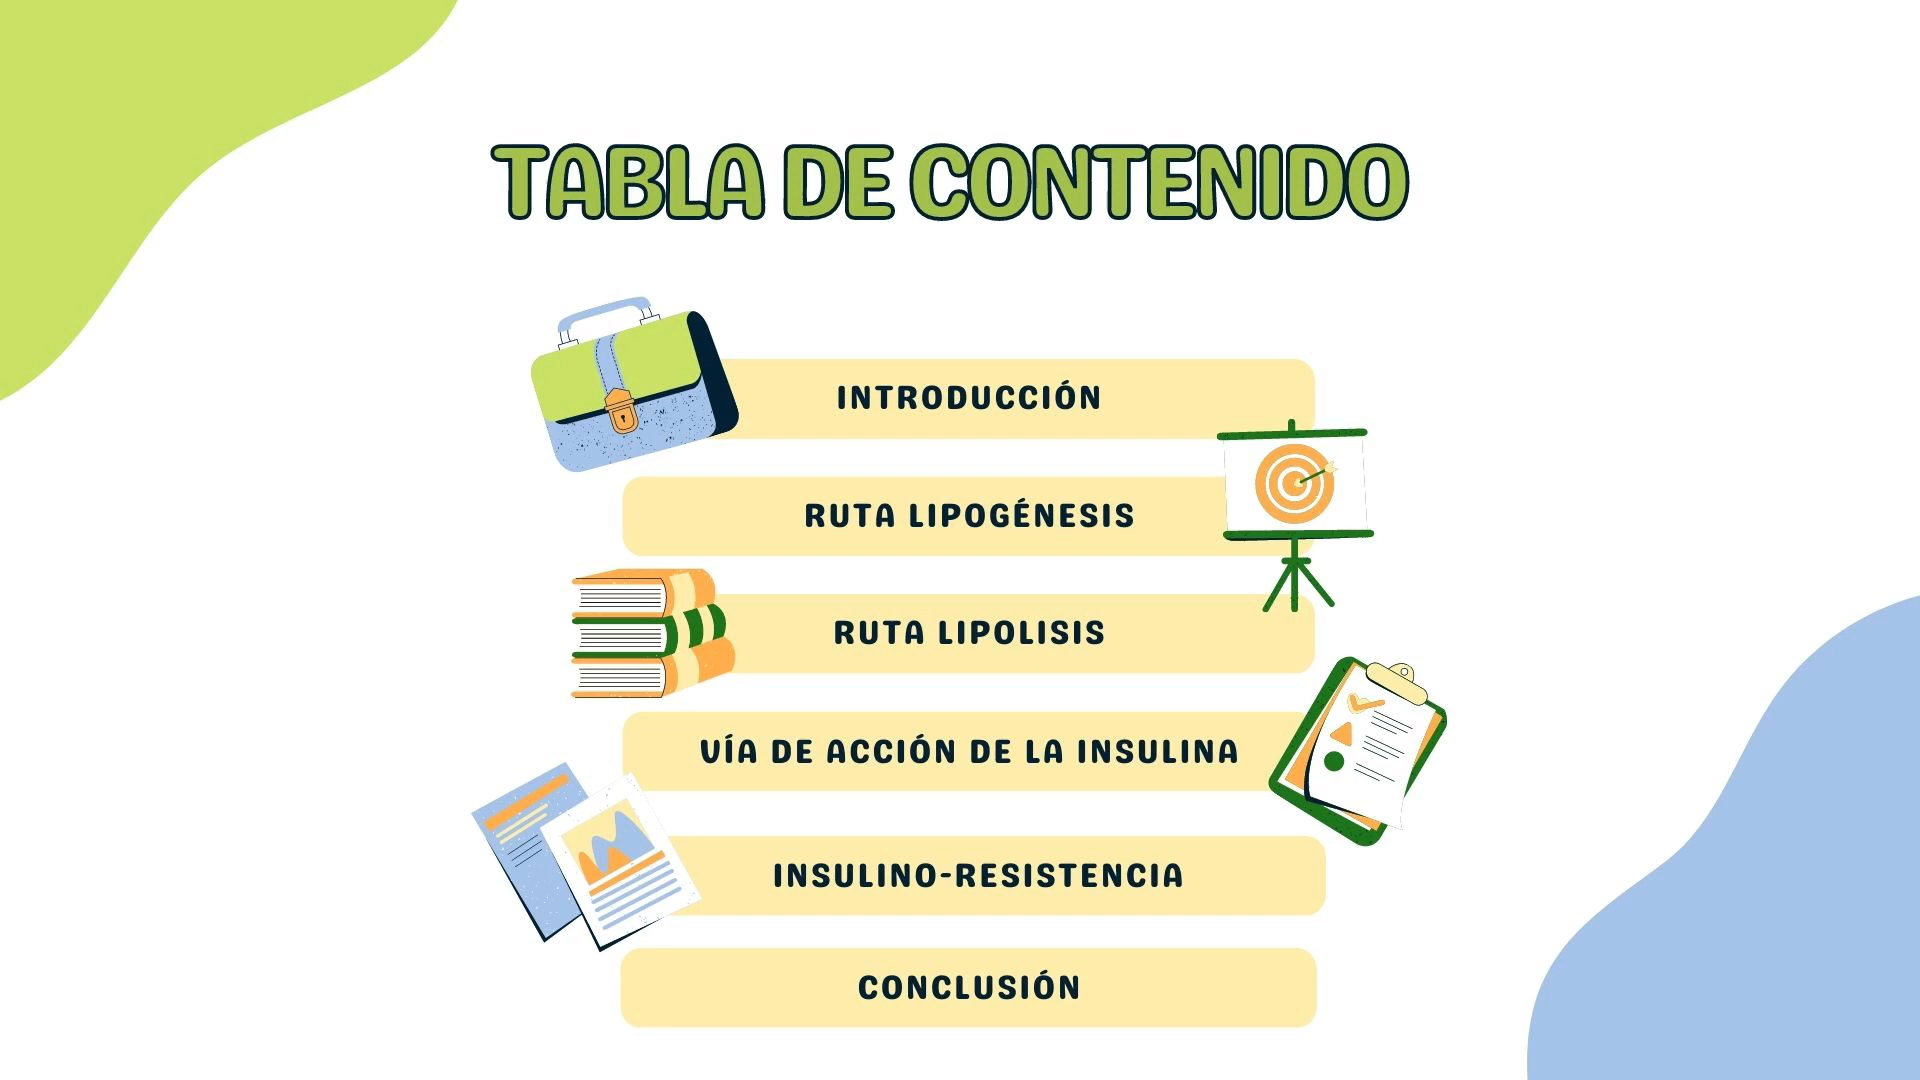 TABLA DE CONTENIDO
INTRODUCCIÓN
RUTA LIPOGÉNESIS
RUTA LIPOLISIS
VÍA DE ACCIÓN DE LA INSULINA
INSULINO-RESISTENCIA
CONCLUSIÓN